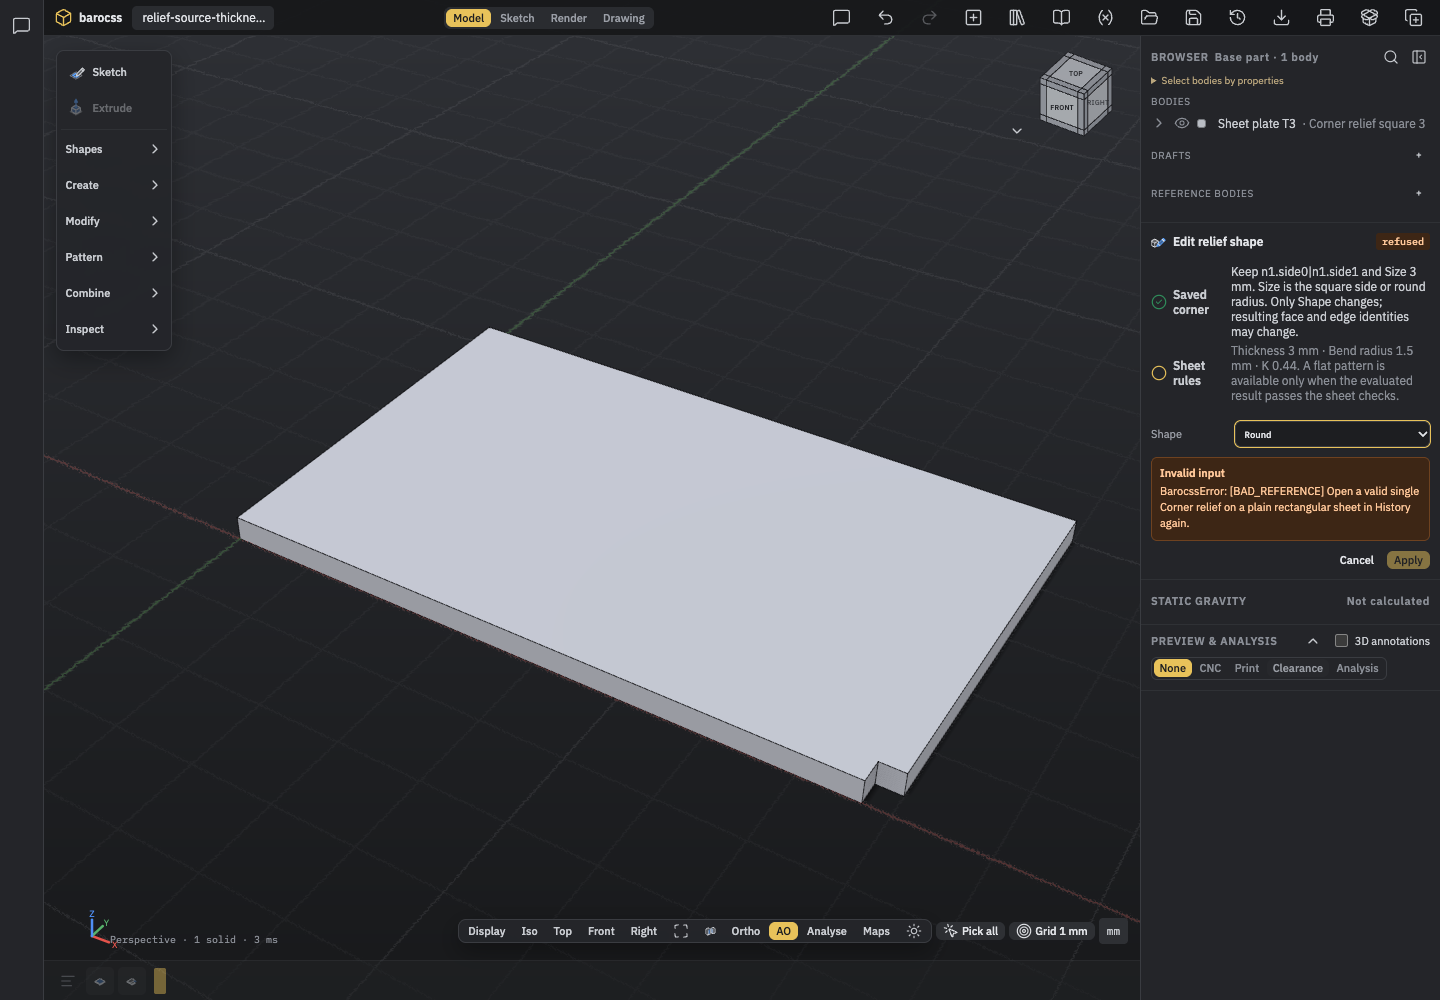 barocss
relief-source-thickne...
Model
Sketch
Render
Drawing
Sketch
Extrude
Shapes
Create
Modify
Pattern
Combine
Inspect
TOP
FRONT
RIGHT
BROWSER Base part · 1 body
Select bodies by properties
BODIES
Sheet plate T3 · Corner relief square 3
DRAFTS
REFERENCE BODIES
Edit relief shape
refused
Saved corner
Keep n1.side0|n1.side1 and Size 3
mm. Size is the square side or round
radius. Only Shape changes;
resulting face and edge identities
may change.
Sheet rules
Thickness 3 mm · Bend radius 1.5
mm · K 0.44. A flat pattern is
available only when the evaluated
result passes the sheet checks.
Shape
Round
Invalid input
BarocssError: [BAD_REFERENCE] Open a valid single
Corner relief on a plain rectangular sheet in History
again.
Cancel
Apply
STATIC GRAVITY
Not calculated
PREVIEW & ANALYSIS
3D annotations
None
CNC
Print
Clearance
Analysis
Z
Y
X
Perspective · 1 solid · 3 ms
Display
Iso
Top
Front
Right
Ortho
AO
Analyse
Maps
Pick all
Grid 1 mm
mm